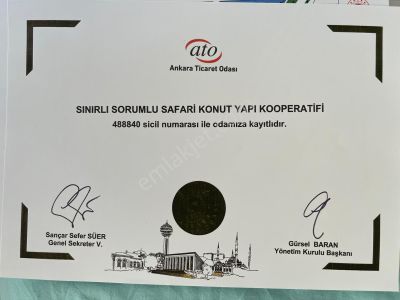 ato
Ankara Ticaret Odası
SINIRLI SORUMLU SAFARİ KONUT YAPI KOOPERATİFİ
488840 sicil numarası ile odamıza kayıtlıdır.
Sançar Sefer SÜER
Genel Sekreter V.
Gürsel BARAN
Yönetim Kurulu Başkanı